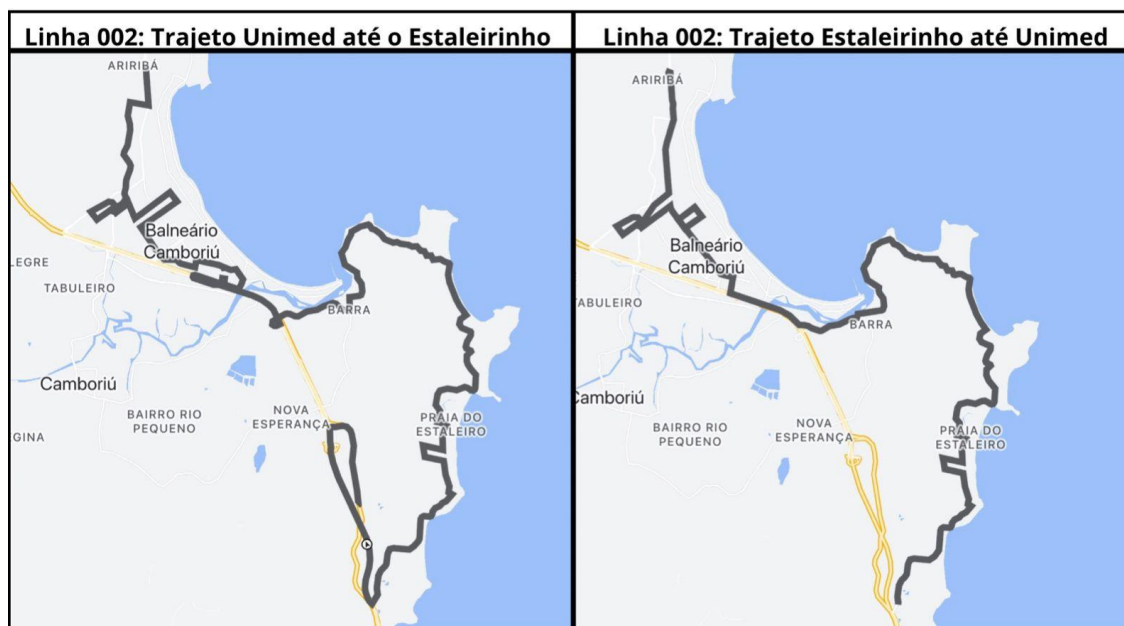 Linha 002: Trajeto Unimed até o Estaleirinho
ARIRIBÁ
Balneário
Camboriú
LEGRE
TABULEIRO
BARRA
Camboriú
BAIRRO RIO
PEQUENO
NOVA
ESPERANÇA
PRAIA DO
ESTALEIRO
GINA
Linha 002: Trajeto Estaleirinho até Unimed
ARIRIBÁ
Balneário
Camboriú
TABULEIRO
BARRA
Camboriú
BAIRRO RIO
PEQUENO
NOVA
ESPERANÇA
PRAIA DO
ESTALEIRO